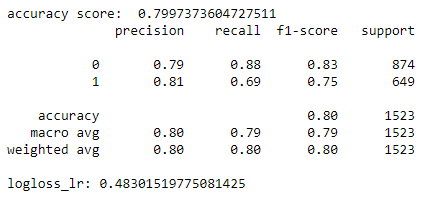 accuracy score:  0.7997373604727511
              precision    recall  f1-score   support

           0       0.79      0.88      0.83       874
           1       0.81      0.69      0.75       649

    accuracy                           0.80      1523
   macro avg       0.80      0.79      0.79      1523
weighted avg       0.80      0.80      0.80      1523

logloss_lr: 0.48301519775081425